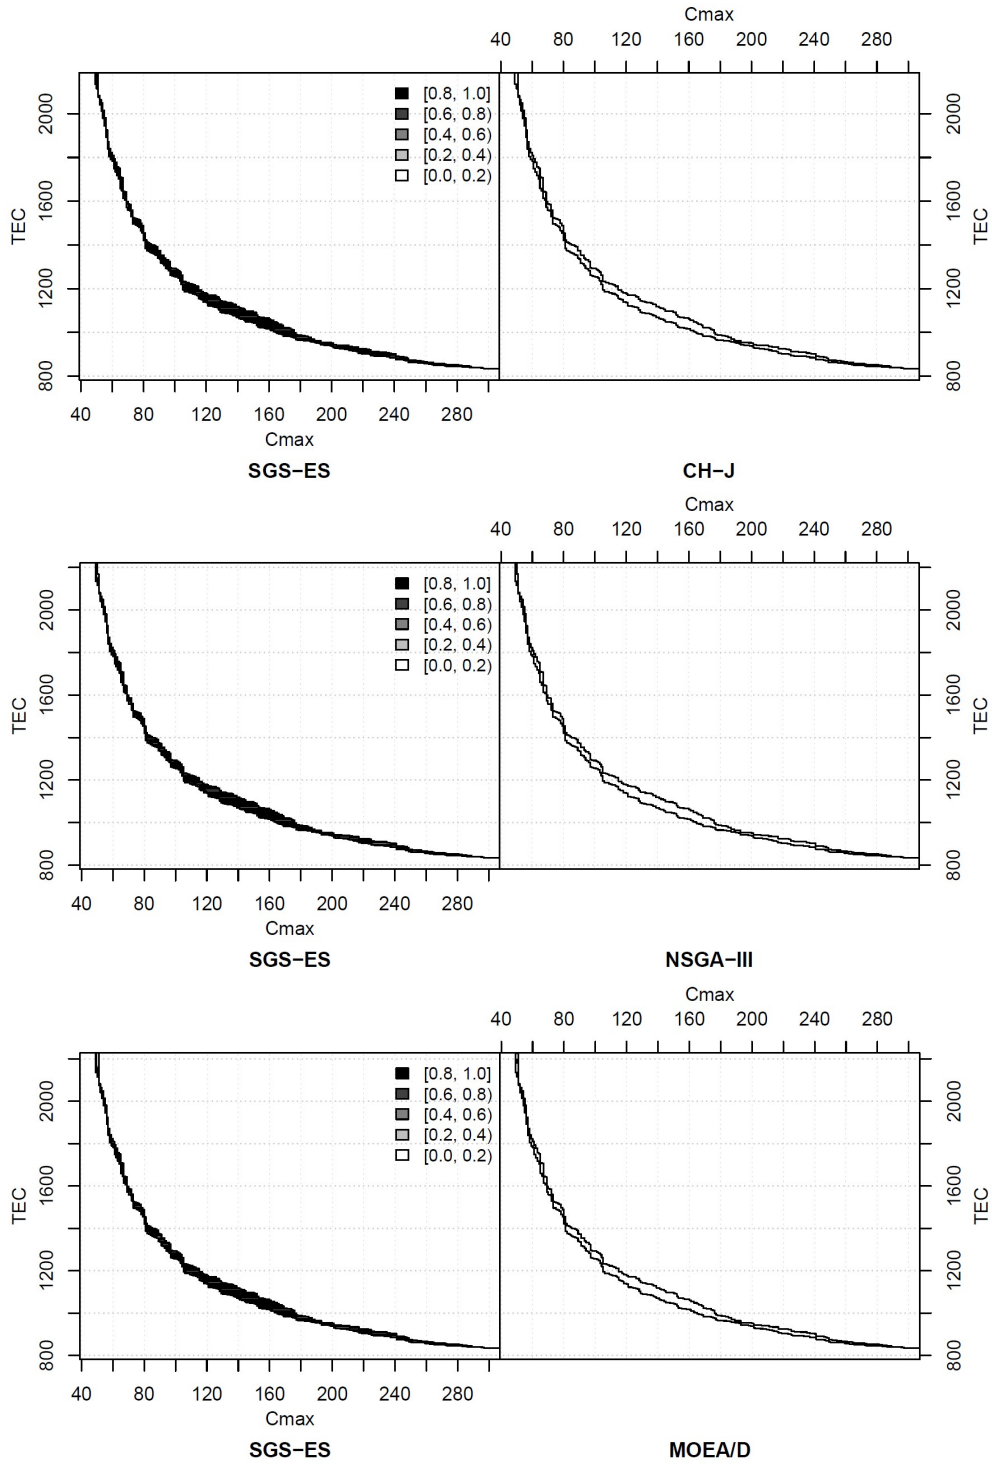 Cmax
40 80 120 160 200 240 280
TEC
800 1200 1600 2000
[0.8, 1.0]
[0.6, 0.8)
[0.4, 0.6)
[0.2, 0.4)
[0.0, 0.2)
800 1200 1600 2000
TEC
40 80 120 160 200 240 280
Cmax
SGS−ES CH−J
Cmax
40 80 120 160 200 240 280
TEC
800 1200 1600 2000
[0.8, 1.0]
[0.6, 0.8)
[0.4, 0.6)
[0.2, 0.4)
[0.0, 0.2)
800 1200 1600 2000
TEC
40 80 120 160 200 240 280
Cmax
SGS−ES NSGA−III
Cmax
40 80 120 160 200 240 280
TEC
800 1200 1600 2000
[0.8, 1.0]
[0.6, 0.8)
[0.4, 0.6)
[0.2, 0.4)
[0.0, 0.2)
800 1200 1600 2000
TEC
40 80 120 160 200 240 280
Cmax
SGS−ES MOEA/D